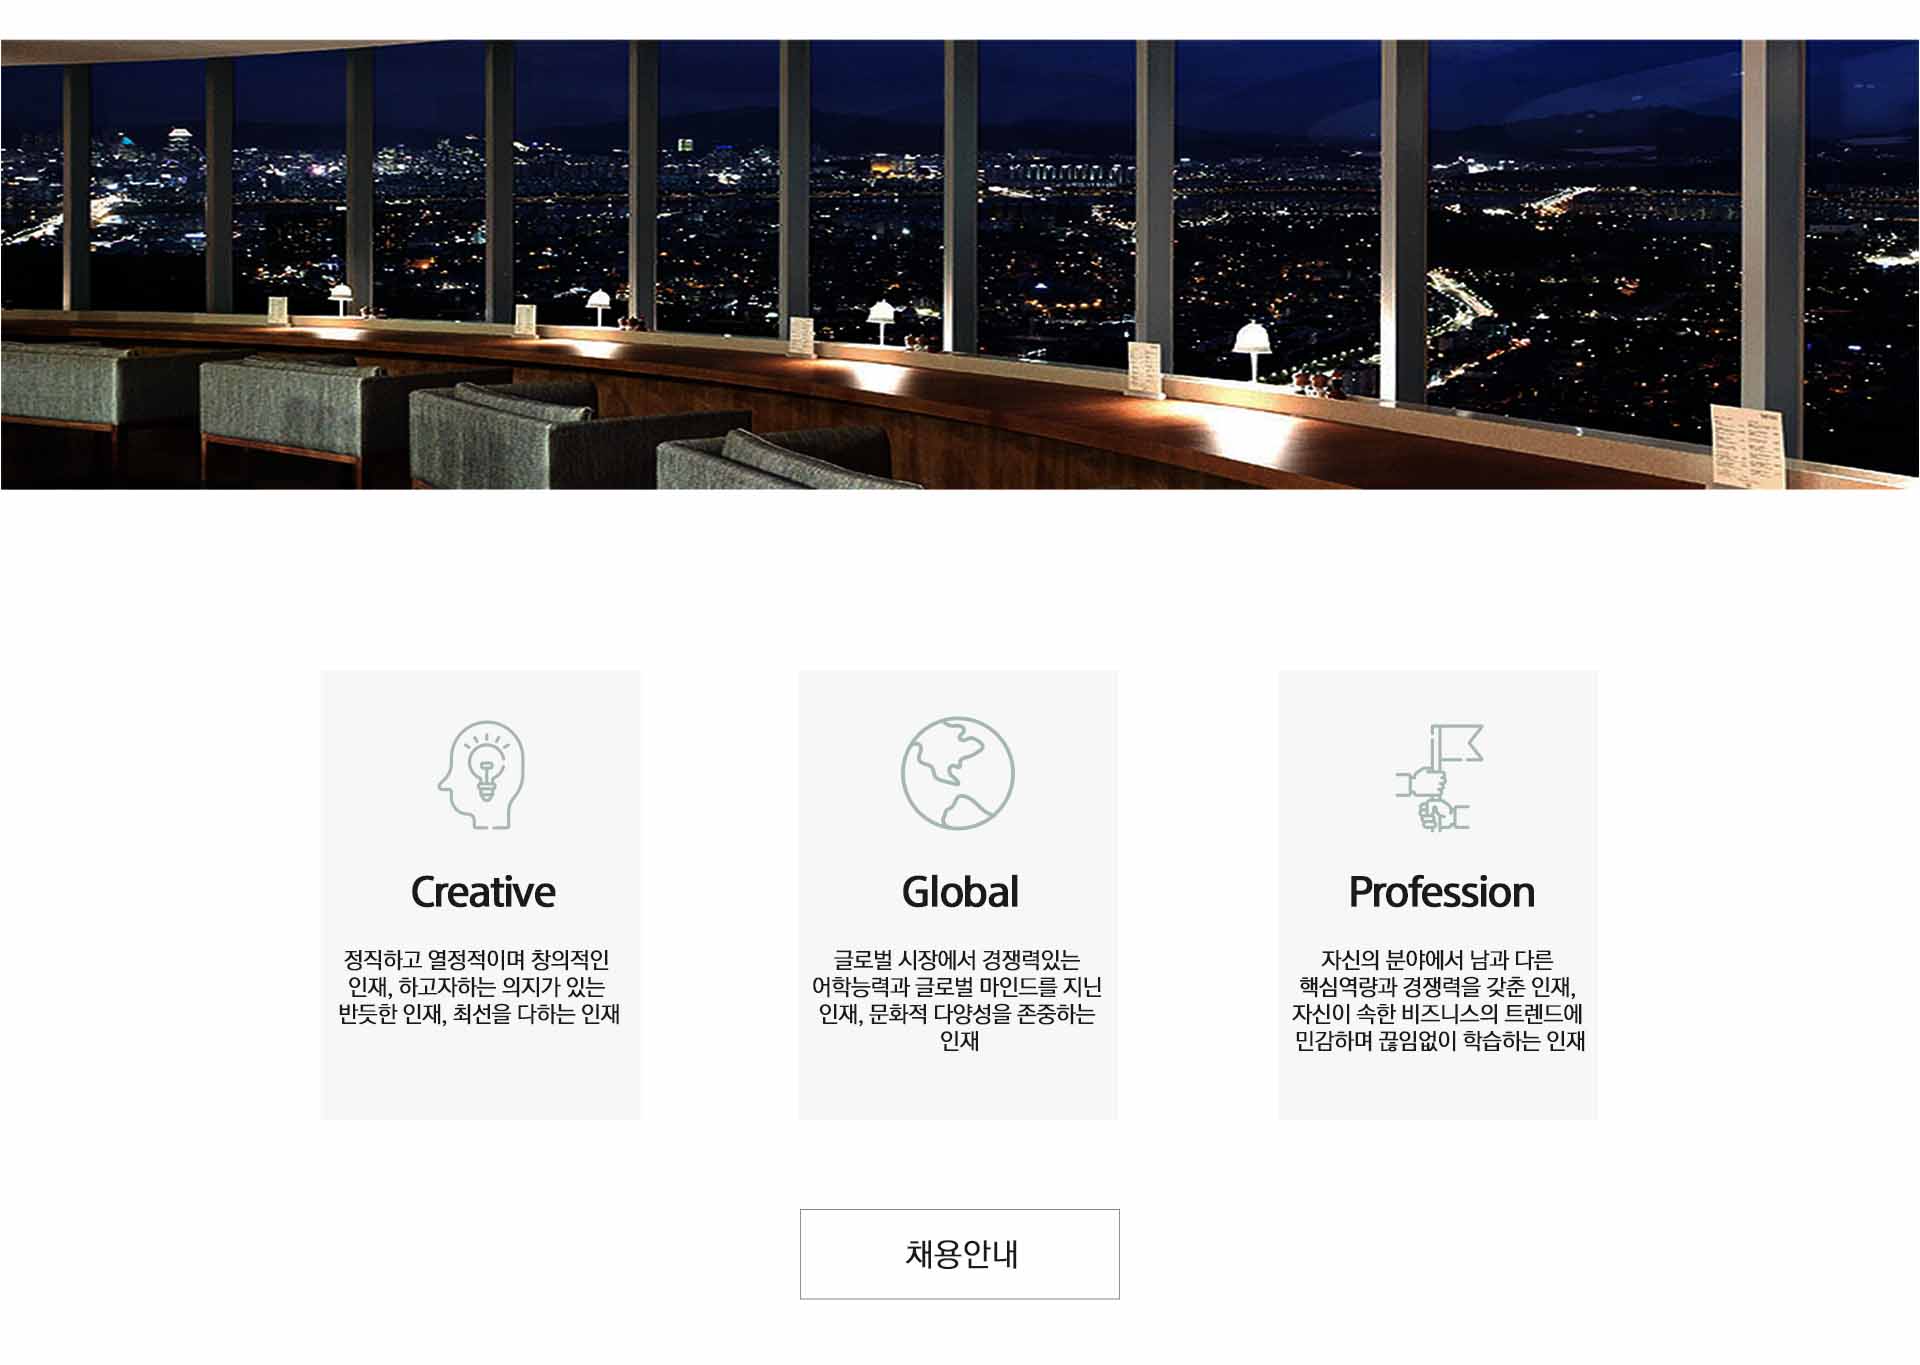 Creative
정직하고 열정적이며 창의적인
인재, 하고자하는 의지가 있는
반듯한 인재, 최선을 다하는 인재
Global
글로벌 시장에서 경쟁력있는
어학능력과 글로벌 마인드를 지닌
인재, 문화적 다양성을 존중하는
인재
Profession
자신의 분야에서 남과 다른
핵심역량과 경쟁력을 갖춘 인재,
자신이 속한 비즈니스의 트렌드에
민감하며 끊임없이 학습하는 인재
채용안내